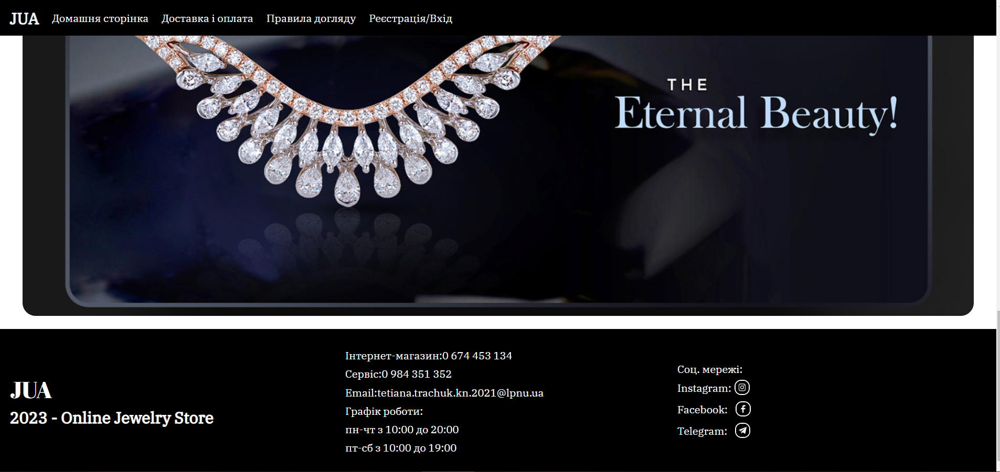 JUA Домашня сторінка Доставка і оплата Правила догляду Реєстрація/Вхід
THE
Eternal Beauty!
JUA
2023 - Online Jewelry Store
Інтернет-магазин:0 674 453 134
Сервіс:0 984 351 352
Email:tetiana.trachuk.kn.2021@lpnu.ua
Графік роботи:
пн-чт з 10:00 до 20:00
пт-сб з 10:00 до 19:00
Соц. мережі:
Instagram:
Facebook:
Telegram: